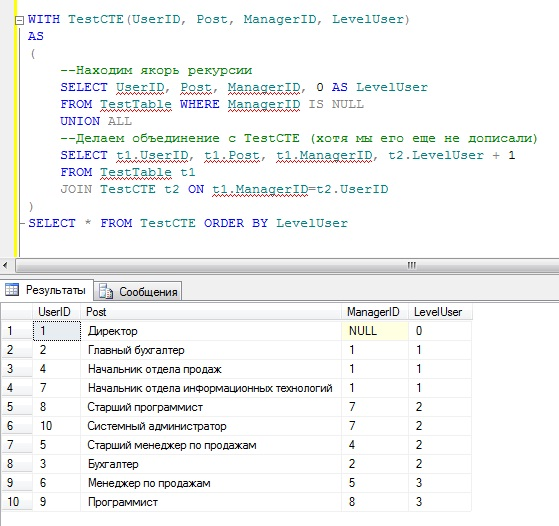 WITH TestCTE(UserID, Post, ManagerID, LevelUser)
AS
(
--Находим якорь рекурсии
SELECT UserID, Post, ManagerID, 0 AS LevelUser
FROM TestTable WHERE ManagerID IS NULL
UNION ALL
--Делаем объединение с TestCTE (хотя мы его еще не дописали)
SELECT t1.UserID, t1.Post, t1.ManagerID, t2.LevelUser + 1
FROM TestTable t1
JOIN TestCTE t2 ON t1.ManagerID=t2.UserID
)
SELECT * FROM TestCTE ORDER BY LevelUser
Результаты Сообщения
UserID Post ManagerID LevelUser
1 1 Директор NULL 0
2 2 Главный бухгалтер 1 1
3 4 Начальник отдела продаж 1 1
4 7 Начальник отдела информационных технологий 1 1
5 8 Старший программист 7 2
6 10 Системный администратор 7 2
7 5 Старший менеджер по продажам 4 2
8 3 Бухгалтер 2 2
9 6 Менеджер по продажам 5 3
10 9 Программист 8 3